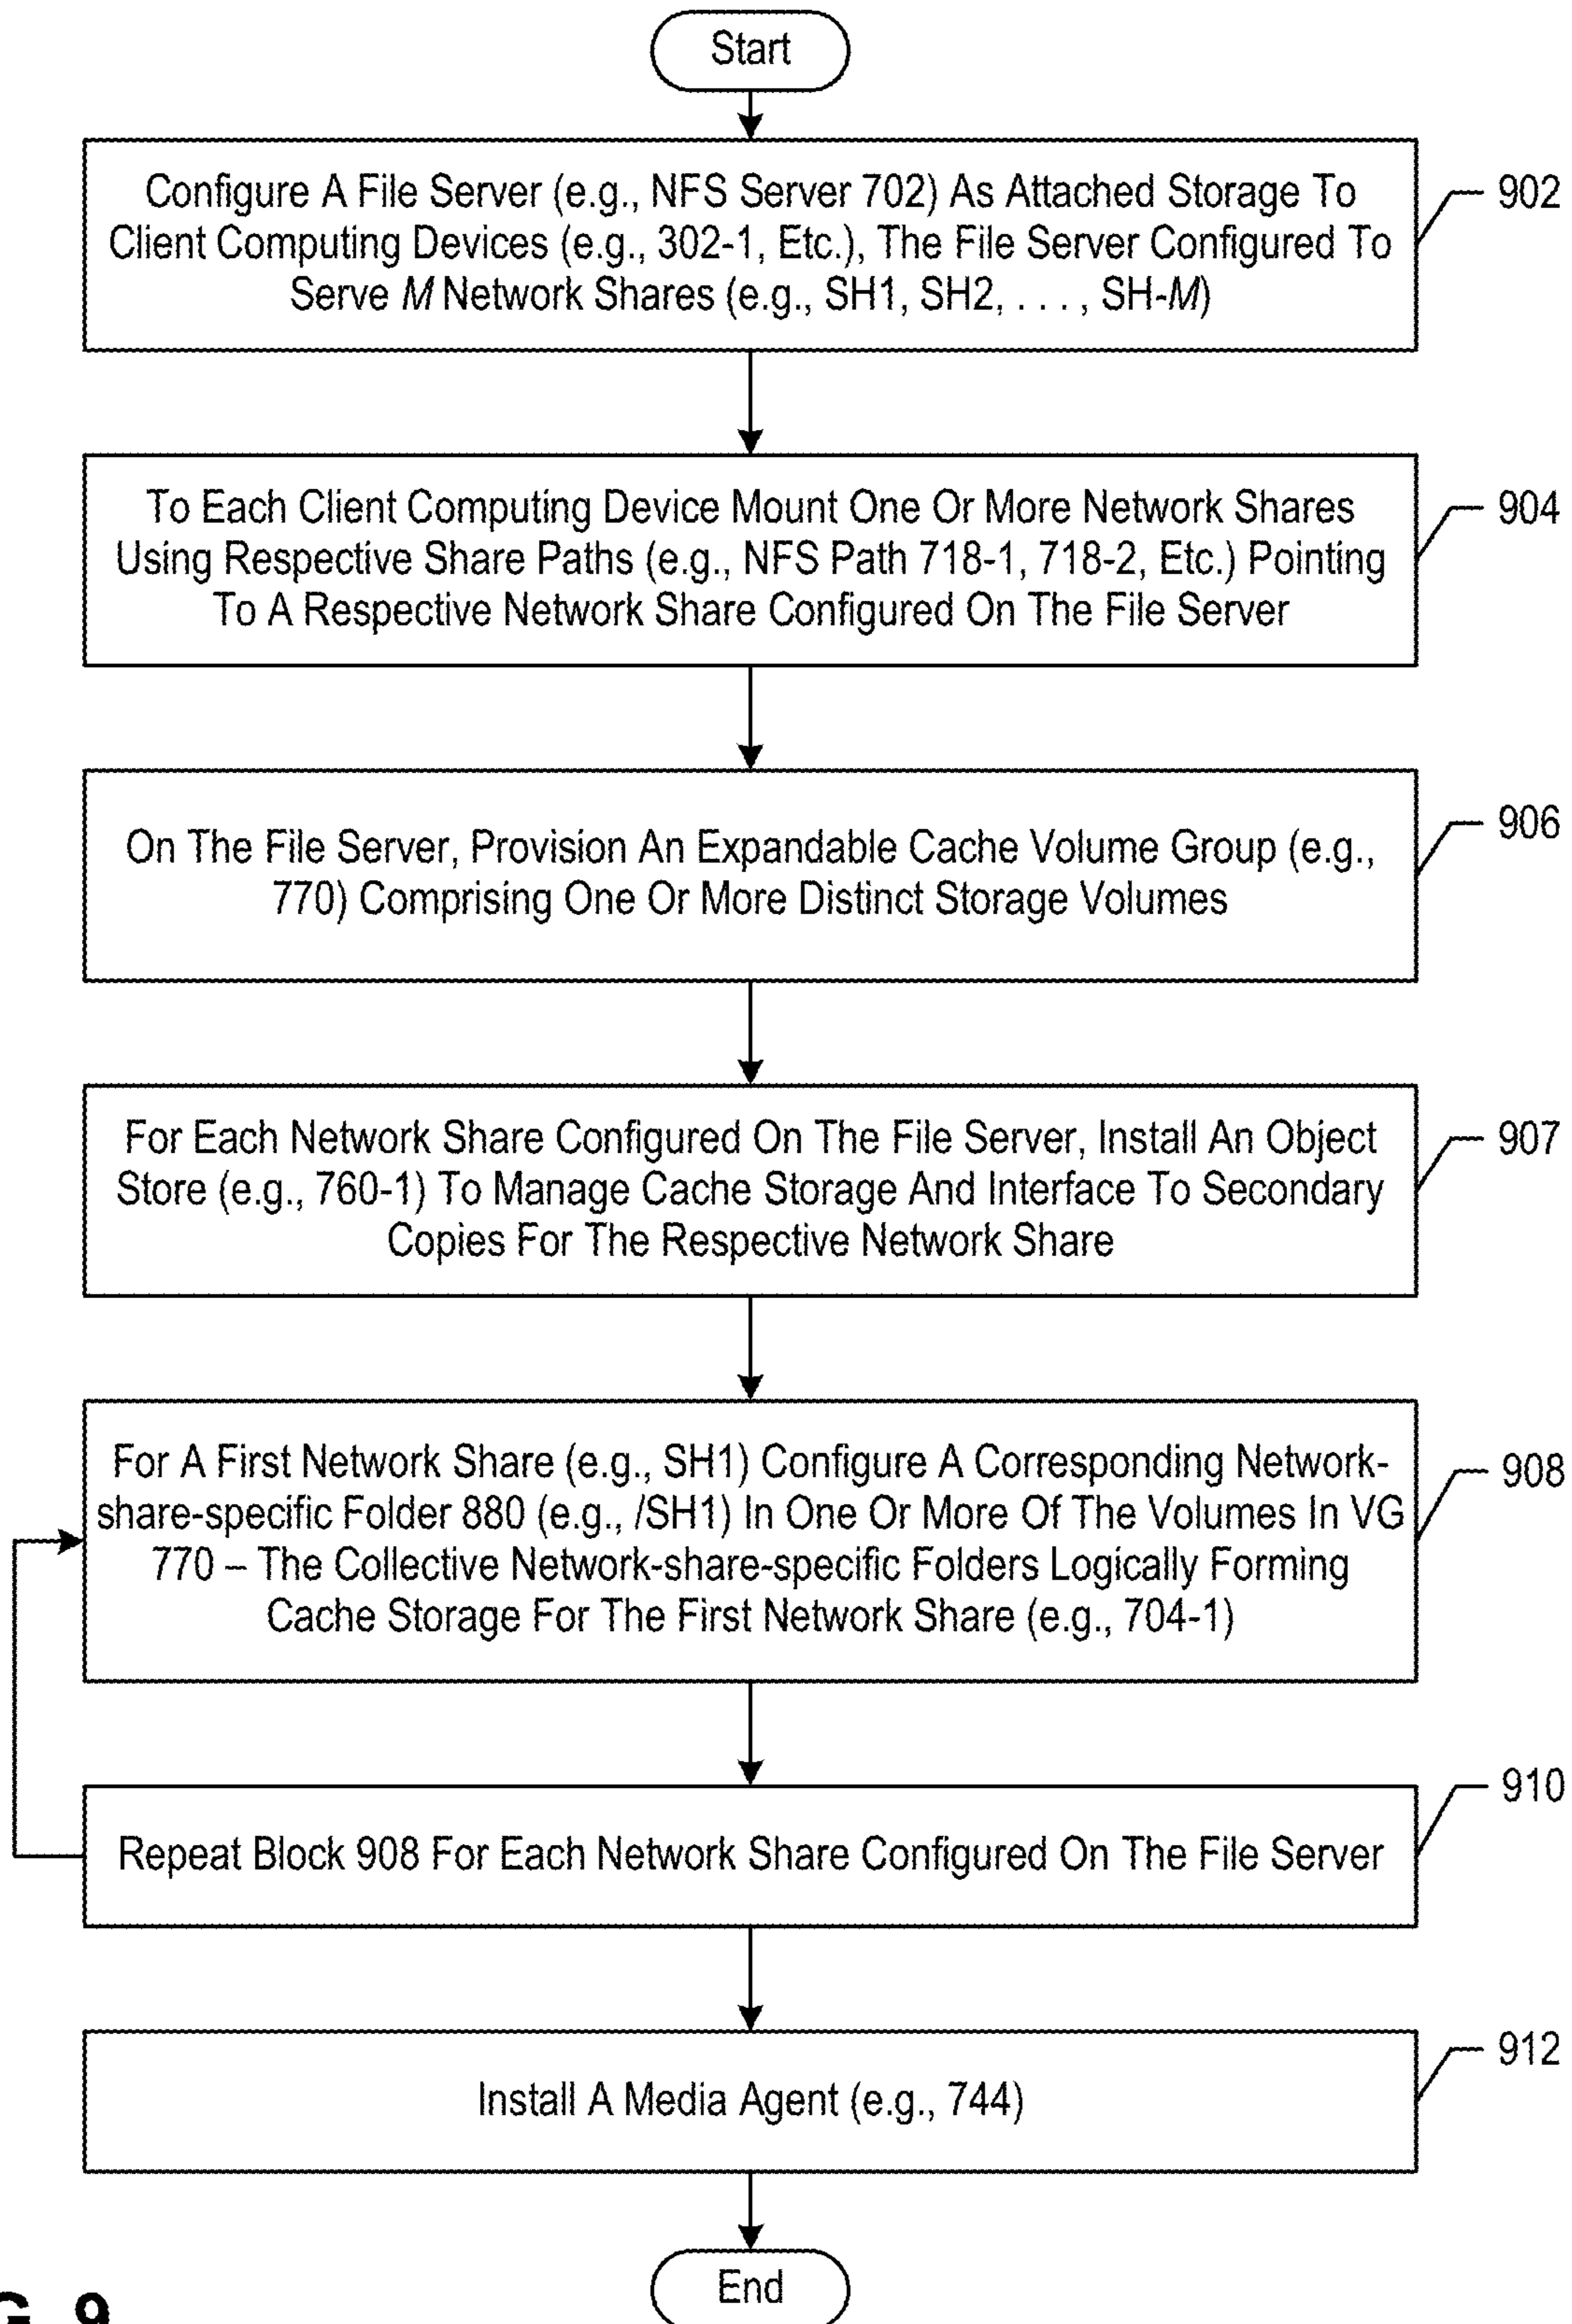 Start
Configure A File Server (e.g., NFS Server 702) As Attached Storage To
Client Computing Devices (e.g., 302-1, Etc.), The File Server Configured To
Serve M Network Shares (e.g., SH1, SH2, . . . , SH-M)
902
To Each Client Computing Device Mount One Or More Network Shares
Using Respective Share Paths (e.g., NFS Path 718-1, 718-2, Etc.) Pointing
To A Respective Network Share Configured On The File Server
904
On The File Server, Provision An Expandable Cache Volume Group (e.g.,
770) Comprising One Or More Distinct Storage Volumes
906
For Each Network Share Configured On The File Server, Install An Object
Store (e.g., 760-1) To Manage Cache Storage And Interface To Secondary
Copies For The Respective Network Share
907
For A First Network Share (e.g., SH1) Configure A Corresponding Network-
share-specific Folder 880 (e.g., /SH1) In One Or More Of The Volumes In VG
770 – The Collective Network-share-specific Folders Logically Forming
Cache Storage For The First Network Share (e.g., 704-1)
908
Repeat Block 908 For Each Network Share Configured On The File Server
910
Install A Media Agent (e.g., 744)
912
End
G. 9